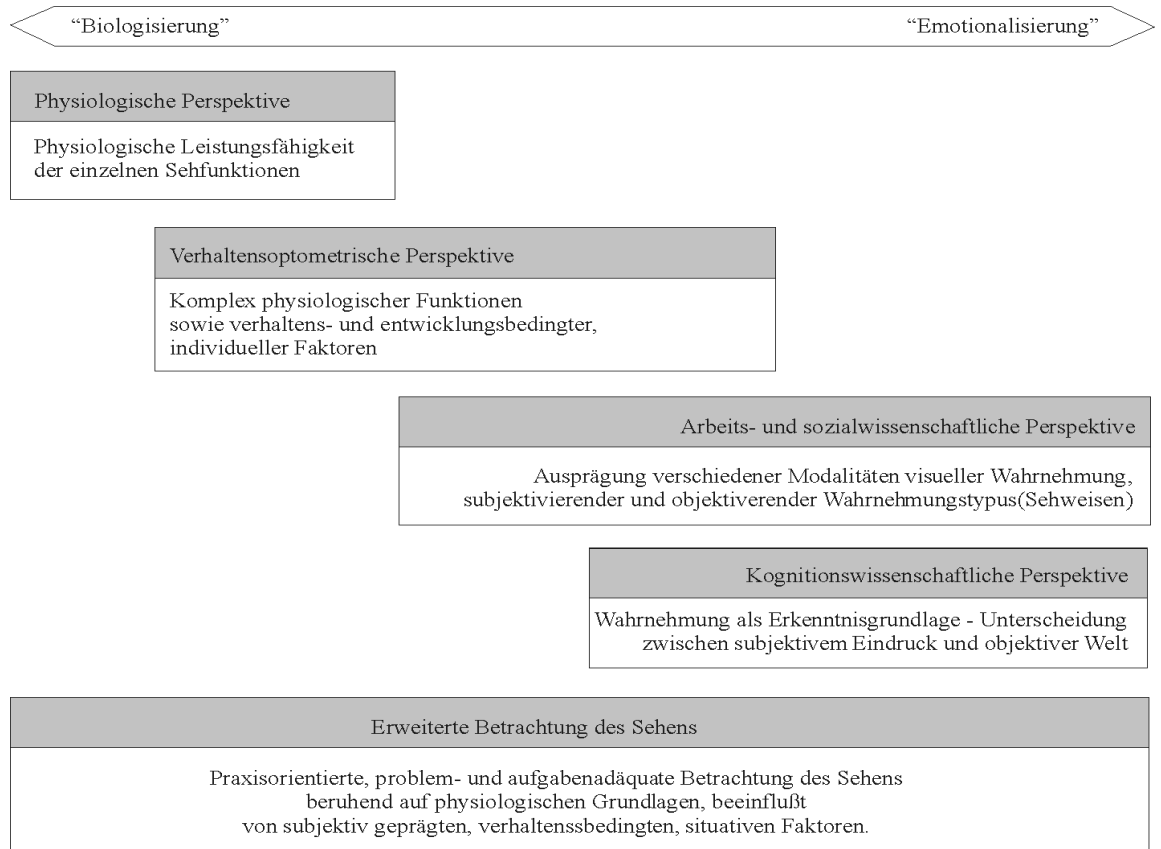 “Biologisierung” “Emotionalisierung”
Physiologische Perspektive
Physiologische Leistungsfähigkeit
der einzelnen Sehfunktionen
Verhaltensoptometrische Perspektive
Komplex physiologischer Funktionen
sowie verhaltens- und entwicklungsbedingter,
individueller Faktoren
Arbeits- und sozialwissenschaftliche Perspektive
Ausprägung verschiedener Modalitäten visueller Wahrnehmung,
subjektivierender und objektiverender Wahrnehmungstypus(Sehweisen)
Kognitionswissenschaftliche Perspektive
Wahrnehmung als Erkenntnisgrundlage - Unterscheidung
zwischen subjektivem Eindruck und objektiver Welt
Erweiterte Betrachtung des Sehens
Praxisorientierte, problem- und aufgabenadäquate Betrachtung des Sehens
beruhend auf physiologischen Grundlagen, beeinflußt
von subjektiv geprägten, verhaltenssbedingten, situativen Faktoren.